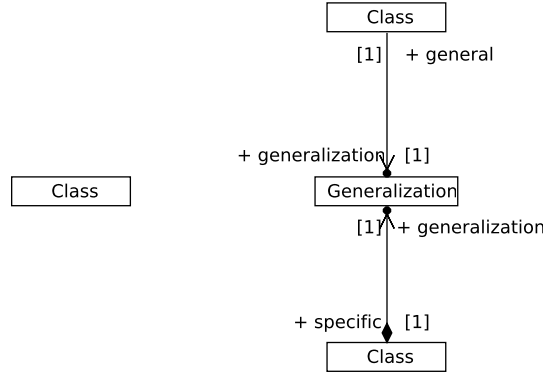 Class
[1] + general
+ generalization [1]
Class Generalization
[1] + generalization
+ specific [1]
Class